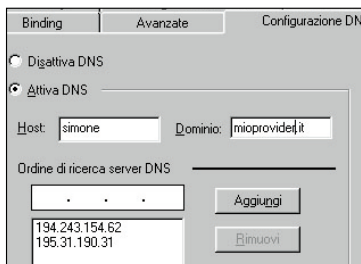 Binding Avanzate Configurazione DN
Disattiva DNS
Attiva DNS
Host: simone Dominio: mioprovider.it
Ordine di ricerca server DNS
. . . Aggiungi
194.243.154.62
195.31.190.31
Rimuovi